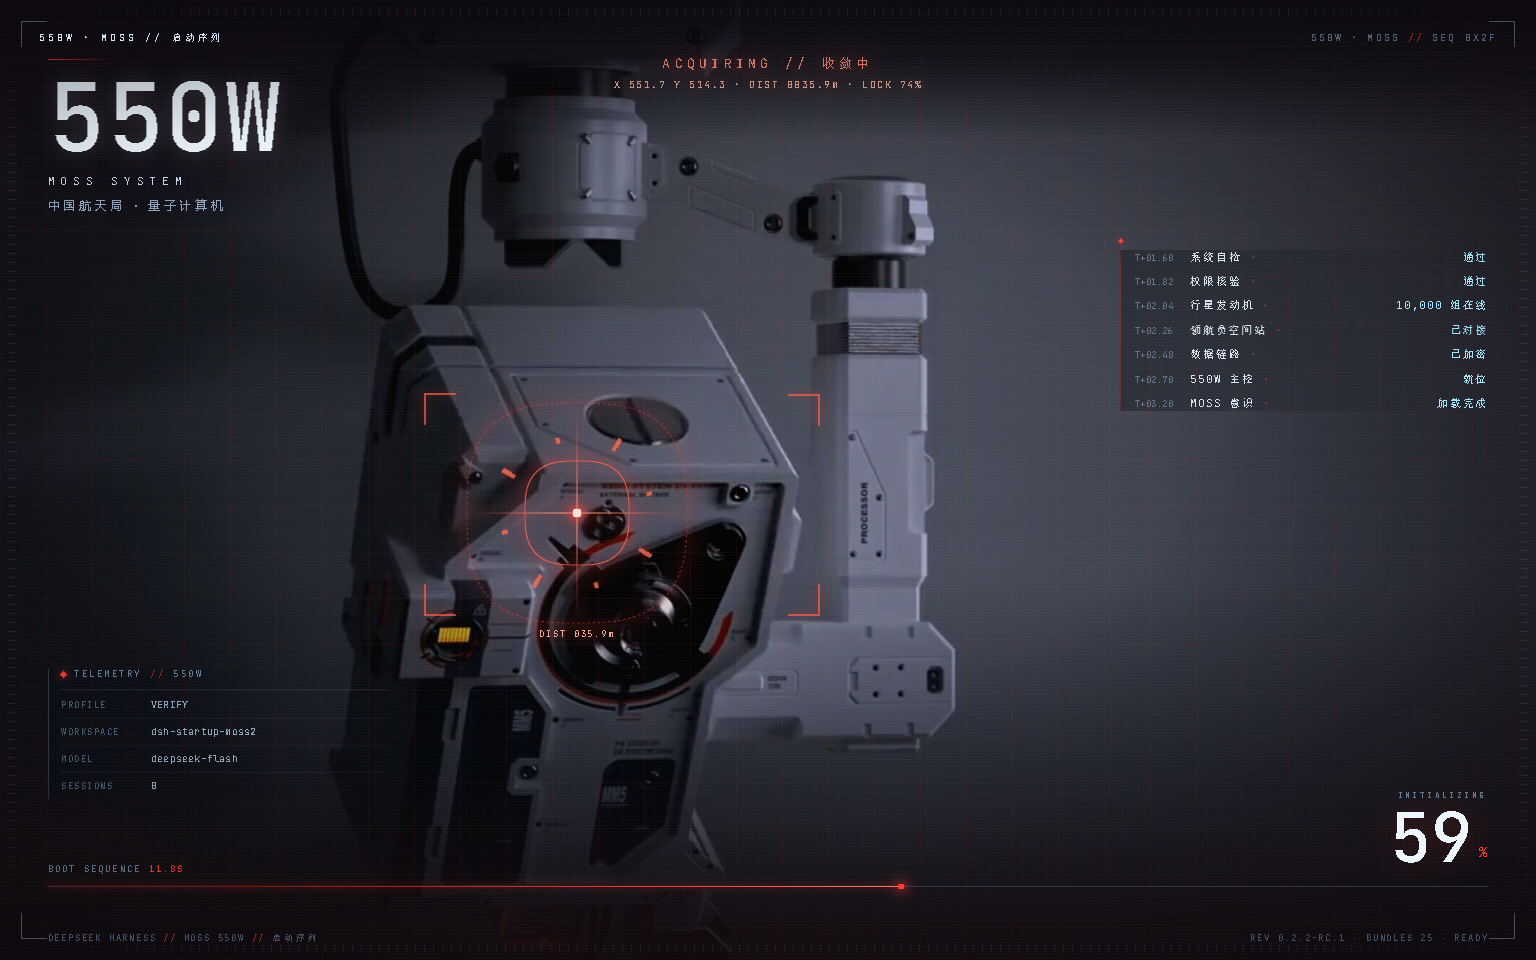 550W · MOSS // 启动序列
550W · MOSS // SEQ 0X2F
ACQUIRING // 收敛中
X 551.7 Y 514.3 · DIST 0035.9m · LOCK 74%
550W
MOSS SYSTEM
中国航天局 · 量子计算机
T+01.60 系统自检 · 通过
T+01.82 权限核验 · 通过
T+02.04 行星发动机 · 10,000 组在线
T+02.26 领航员空间站 · 已对接
T+02.48 数据链路 · 已加密
T+02.70 550W 主控 · 就位
T+03.20 MOSS 意识 · 加载完成
PROCESSOR
DIST 035.9m
MM5
MM5
TELEMETRY // 550W
PROFILE VERIFY
WORKSPACE dsh-startup-moss2
MODEL deepseek-flash
SESSIONS 0
INITIALIZING
59 %
BOOT SEQUENCE 11.8S
DEEPSEEK HARNESS // MOSS 550W // 启动序列
REV 0.2.2-RC.1 · BUNDLES 25 · READY